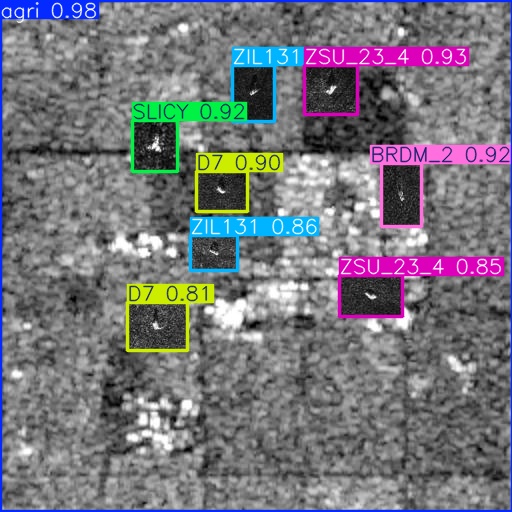 agri 0.98
ZIL131
ZSU_23_4 0.93
SLICY 0.92
BRDM_2 0.92
D7 0.90
ZIL131 0.86
ZSU_23_4 0.85
D7 0.81